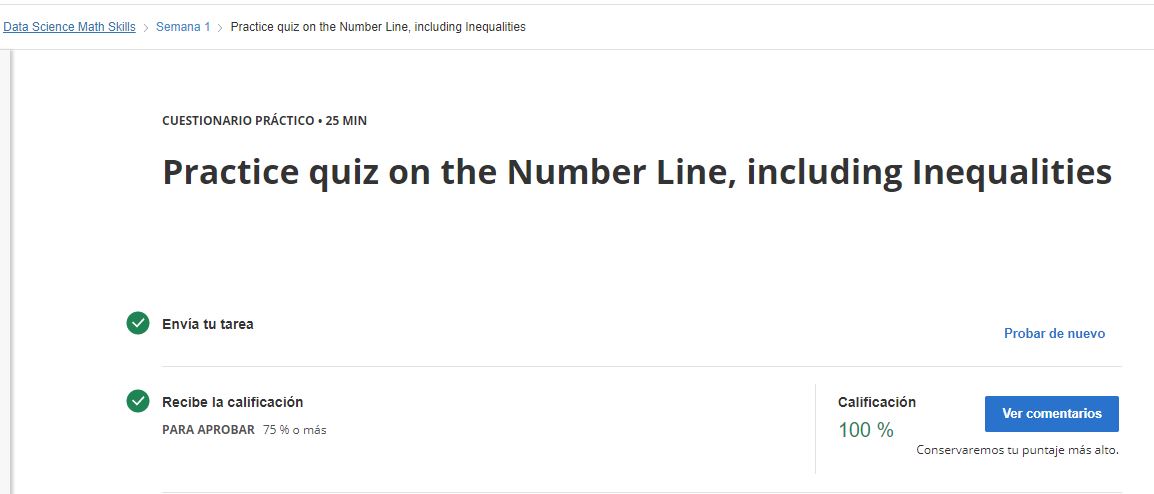 Data Science Math Skills > Semana 1 > Practice quiz on the Number Line, including Inequalities
CUESTIONARIO PRÁCTICO • 25 MIN
Practice quiz on the Number Line, including Inequalities
Envía tu tarea
Probar de nuevo
Recibe la calificación
PARA APROBAR 75 % o más
Calificación
100 %
Ver comentarios
Conservaremos tu puntaje más alto.